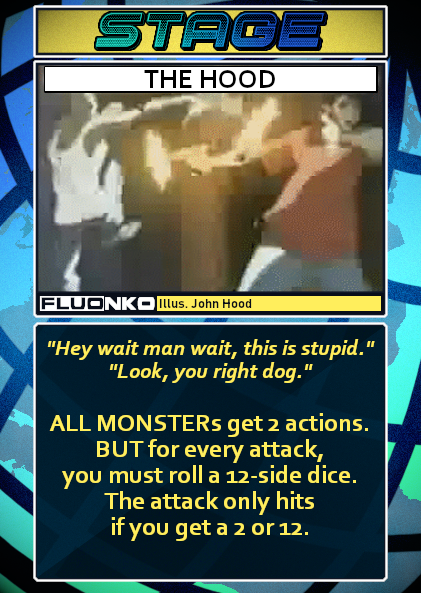 STAGE
THE HOOD
FLUONKO Illus. John Hood
"Hey wait man wait, this is stupid."
"Look, you right dog."
ALL MONSTERs get 2 actions.
BUT for every attack,
you must roll a 12-side dice.
The attack only hits
if you get a 2 or 12.